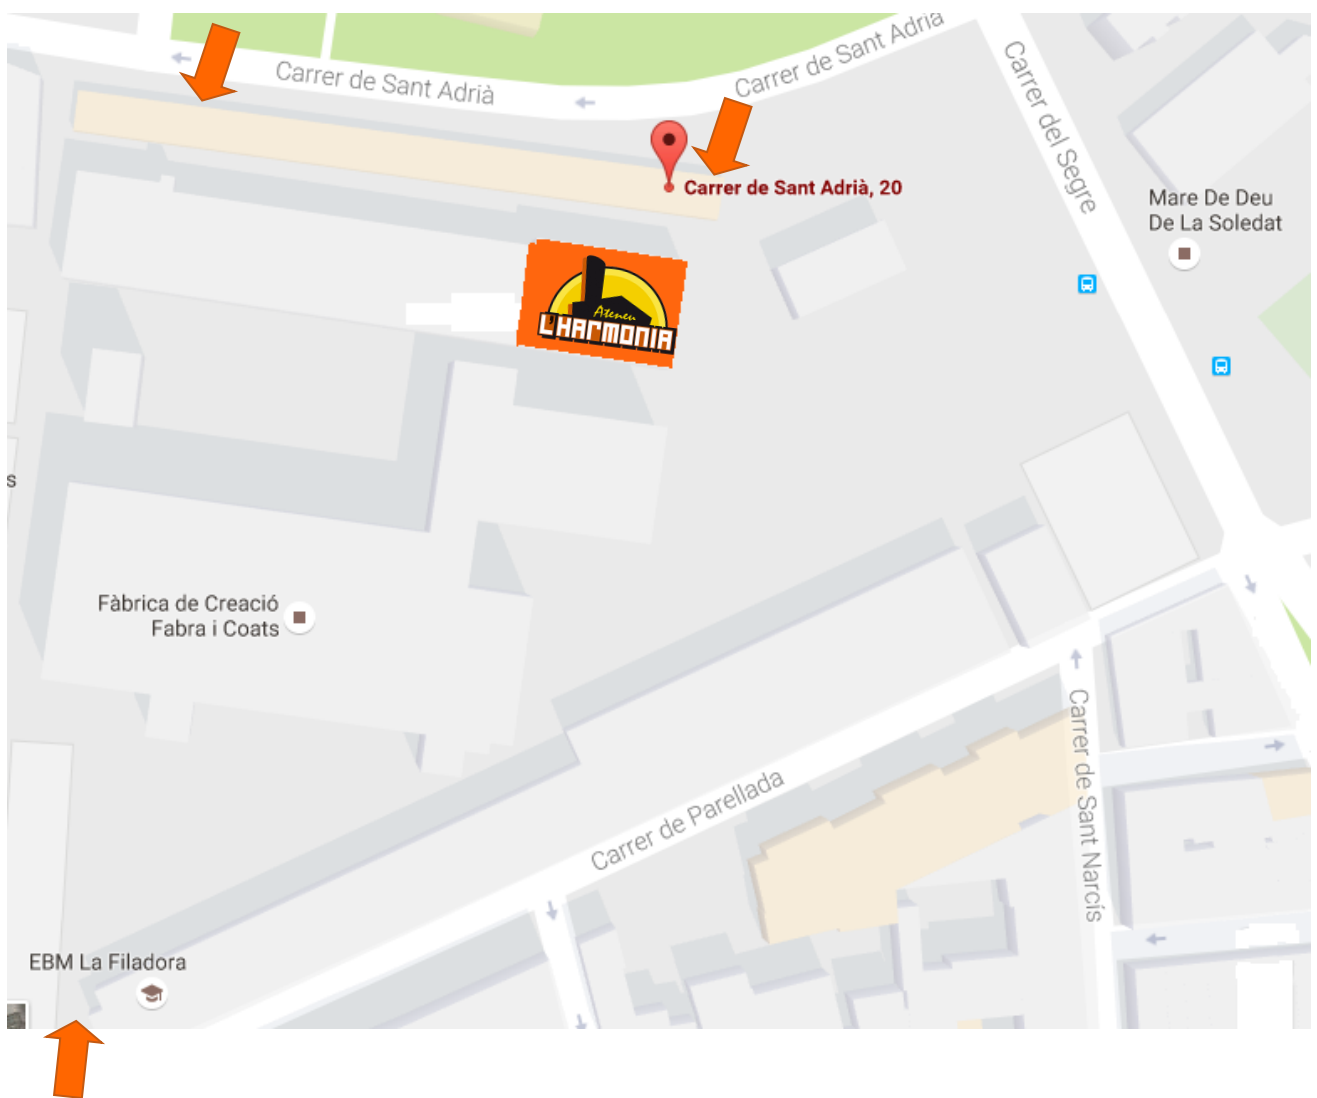 Carrer de Sant Adrià
Carrer de Sant Adrià
Carrer del Segre
Carrer de Sant Adrià, 20
Mare De Deu
De La Soledat
Ateneu
L'HARMONIA
s
Fàbrica de Creació
Fabra i Coats
Carrer de Sant Narcís
Carrer de Parellada
EBM La Filadora